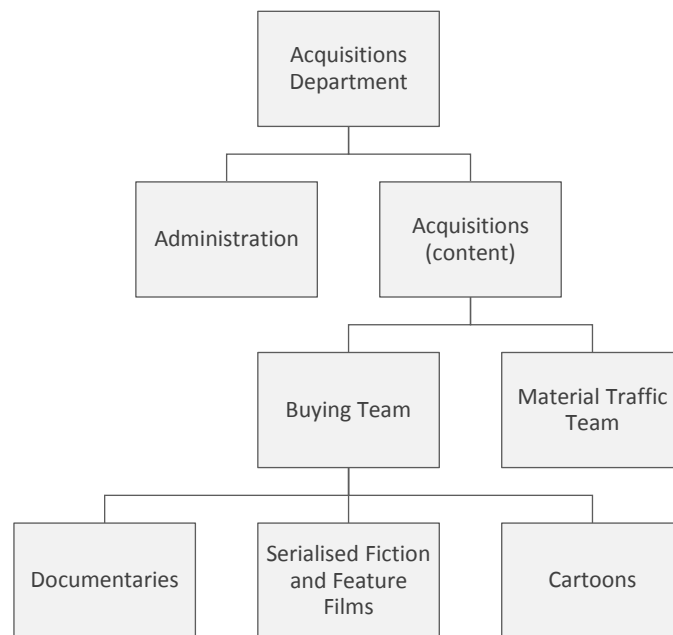 Acquisitions
Department
Administration
Acquisitions
(content)
Buying Team
Material Traffic
Team
Documentaries
Serialised Fiction
and Feature
Films
Cartoons